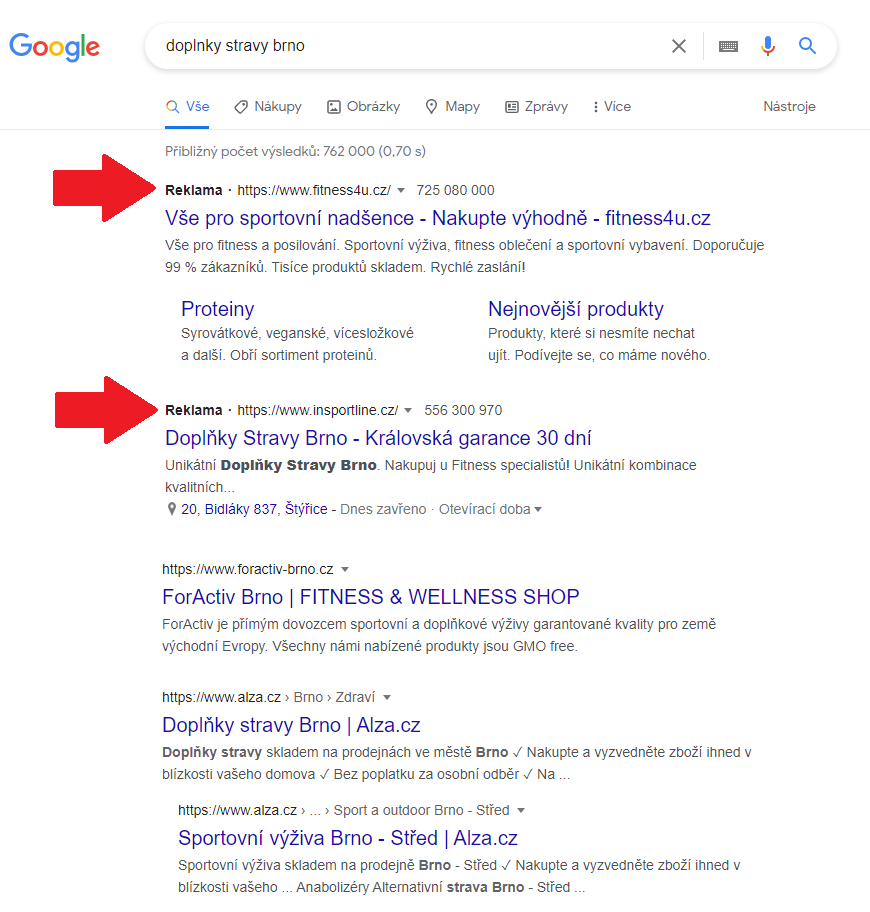 Google
doplnky stravy brno
Vše Nákupy Obrázky Mapy Zprávy Více Nástroje
Přibližný počet výsledků: 762 000 (0,70 s)
Reklama · https://www.fitness4u.cz/ 725 080 000
Vše pro sportovní nadšence - Nakupte výhodně - fitness4u.cz
Vše pro fitness a posilování. Sportovní výživa, fitness oblečení a sportovní vybavení. Doporučuje
99 % zákazníků. Tisíce produktů skladem. Rychlé zaslání!
Proteiny
Syrovátkové, veganské, vícesložkové
a další. Obří sortiment proteinů.
Nejnovější produkty
Produkty, které si nesmíte nechat
ujít. Podívejte se, co máme nového.
Reklama · https://www.insportline.cz/ 556 300 970
Doplňky Stravy Brno - Královská garance 30 dní
Unikátní Doplňky Stravy Brno. Nakupuj u Fitness specialistů! Unikátní kombinace
kvalitních...
20, Bidláky 837, Štýřice - Dnes zavřeno · Otevírací doba
https://www.foractiv-brno.cz
ForActiv Brno | FITNESS & WELLNESS SHOP
ForActiv je přímým dovozcem sportovní a doplňkové výživy garantované kvality pro země
východní Evropy. Všechny námi nabízené produkty jsou GMO free.
https://www.alza.cz › Brno › Zdraví
Doplňky stravy Brno | Alza.cz
Doplňky stravy skladem na prodejnách ve městě Brno ✓ Nakupte a vyzvedněte zboží ihned v
blízkosti vašeho domova ✓ Bez poplatku za osobní odběr ✓ Na ...
https://www.alza.cz › ... › Sport a outdoor Brno - Střed
Sportovní výživa Brno - Střed | Alza.cz
Sportovní výživa skladem na prodejně Brno - Střed ✓ Nakupte a vyzvedněte zboží ihned v
blízkosti vašeho ... Anabolizéry Alternativní strava Brno - Střed ...